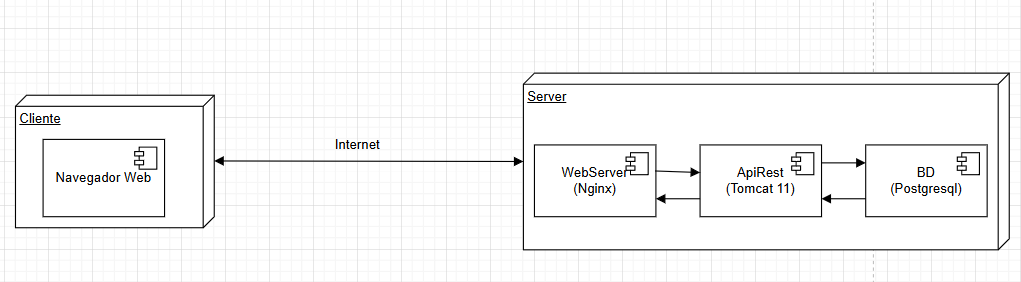 Cliente
Navegador Web
Internet
Server
WebServer
(Nginx)
ApiRest
(Tomcat 11)
BD
(Postgresql)